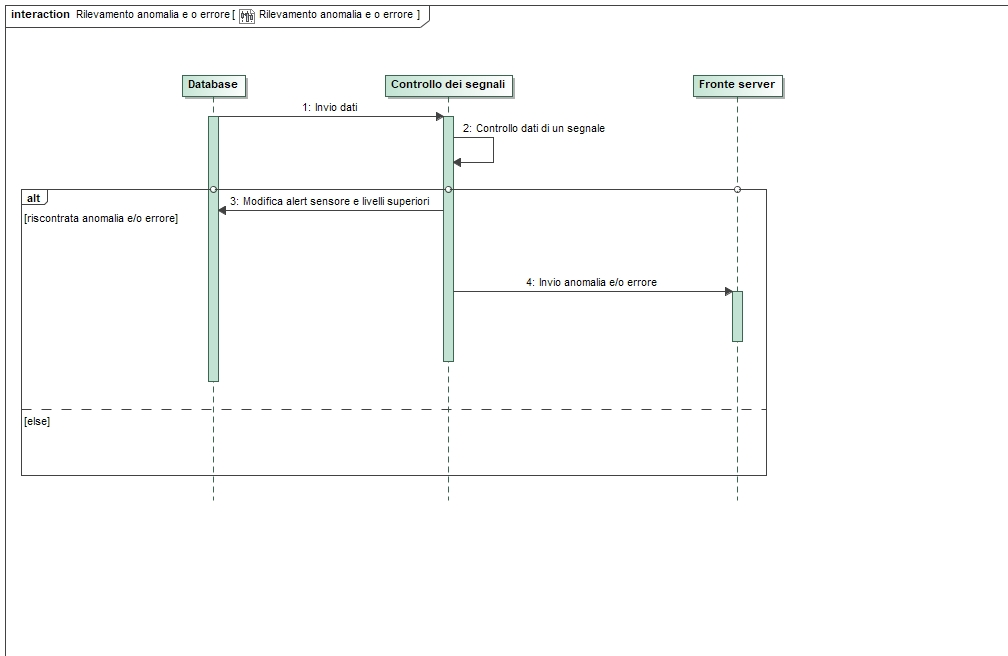 interaction Rilevamento anomalia e o errore [ Rilevamento anomalia e o errore ]
Database
Controllo dei segnali
Fronte server
1: Invio dati
2: Controllo dati di un segnale
alt
3: Modifica alert sensore e livelli superiori
[riscontrata anomalia e/o errore]
4: Invio anomalia e/o errore
[else]